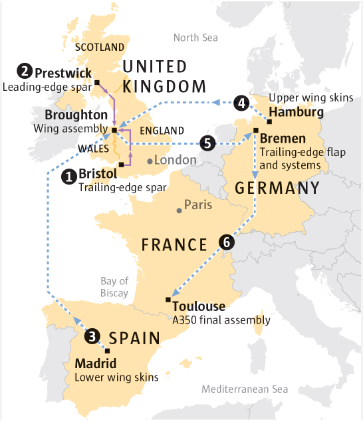 SCOTLAND
North Sea
2 Prestwick
Leading-edge spar
UNITED
KINGDOM
4
Upper wing skins
Hamburg
Broughton
Wing assembly
ENGLAND
WALES
5
Bremen
Trailing-edge flap
and systems
London
1 Bristol
Trailing-edge spar
GERMANY
Paris
FRANCE
6
Bay of
Biscay
Toulouse
A350 final assembly
3 SPAIN
Madrid
Lower wing skins
Mediterranean Sea